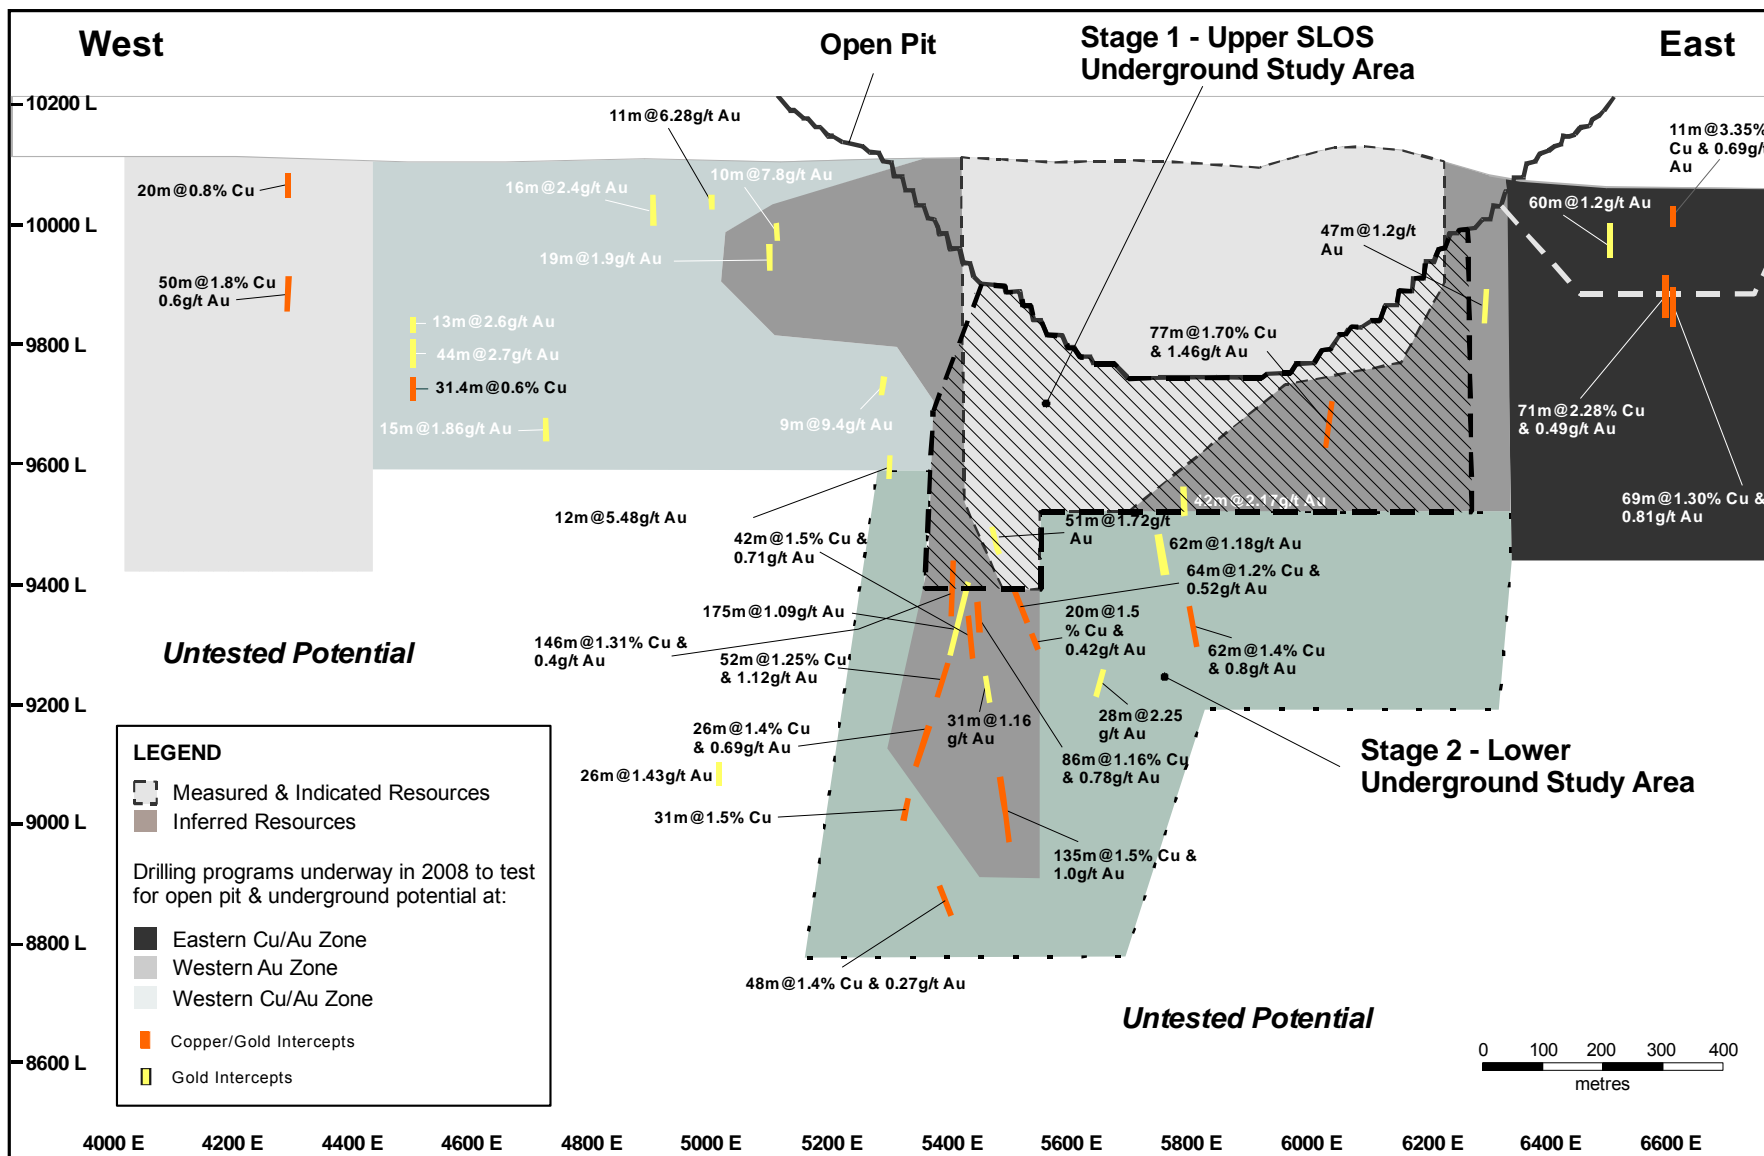 West
Open Pit
Stage 1 - Upper SLOS
Underground Study Area
East
10200 L
10000 L
9800 L
9600 L
9400 L
9200 L
9000 L
8800 L
8600 L
11m@6.28g/t Au
10m@7.8g/t Au
16m@2.4g/t Au
19m@1.9g/t Au
20m@0.8% Cu
50m@1.8% Cu
0.6g/t Au
13m@2.6g/t Au
44m@2.7g/t Au
31.4m@0.6% Cu
15m@1.86g/t Au
9m@9.4g/t Au
12m@5.48g/t Au
11m@3.35%
Cu & 0.69g/t
Au
60m@1.2g/t Au
47m@1.2g/t
Au
77m@1.70% Cu
& 1.46g/t Au
71m@2.28% Cu
& 0.49g/t Au
69m@1.30% Cu &
0.81g/t Au
42m@2.17g/t Au
51m@1.72g/t
Au
62m@1.18g/t Au
42m@1.5% Cu &
0.71g/t Au
64m@1.2% Cu &
0.52g/t Au
175m@1.09g/t Au
20m@1.5
% Cu &
0.42g/t Au
146m@1.31% Cu &
0.4g/t Au
62m@1.4% Cu
& 0.8g/t Au
52m@1.25% Cu
& 1.12g/t Au
31m@1.16
g/t Au
28m@2.25
g/t Au
26m@1.4% Cu
& 0.69g/t Au
86m@1.16% Cu
& 0.78g/t Au
26m@1.43g/t Au
31m@1.5% Cu
135m@1.5% Cu &
1.0g/t Au
48m@1.4% Cu & 0.27g/t Au
Untested Potential
Stage 2 - Lower
Underground Study Area
Untested Potential
LEGEND
Measured & Indicated Resources
Inferred Resources
Drilling programs underway in 2008 to test
for open pit & underground potential at:
Eastern Cu/Au Zone
Western Au Zone
Western Cu/Au Zone
Copper/Gold Intercepts
Gold Intercepts
0 100 200 300 400
metres
4000 E 4200 E 4400 E 4600 E 4800 E 5000 E 5200 E 5400 E 5600 E 5800 E 6000 E 6200 E 6400 E 6600 E